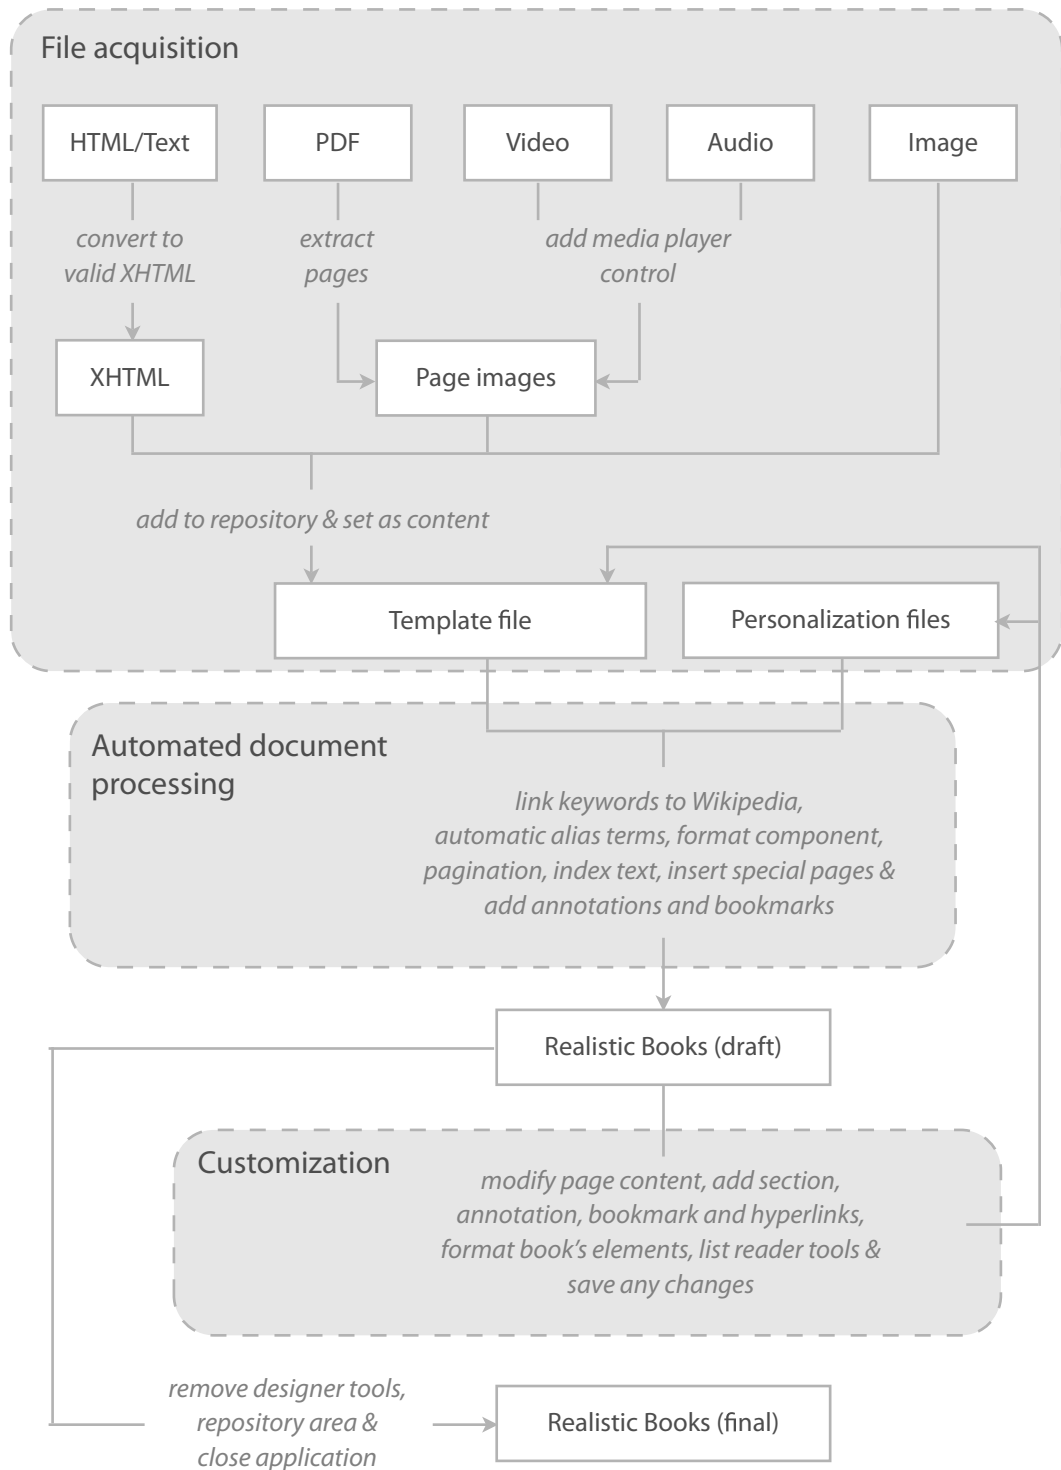 File acquisition
HTML/Text
PDF
Video
Audio
Image
convert to
valid XHTML
extract
pages
add media player
control
XHTML
Page images
add to repository & set as content
Template file
Personalization files
Automated document
processing
link keywords to Wikipedia,
automatic alias terms, format component,
pagination, index text, insert special pages &
add annotations and bookmarks
Realistic Books (draft)
Customization
modify page content, add section,
annotation, bookmark and hyperlinks,
format book's elements, list reader tools &
save any changes
remove designer tools,
repository area &
close application
Realistic Books (final)